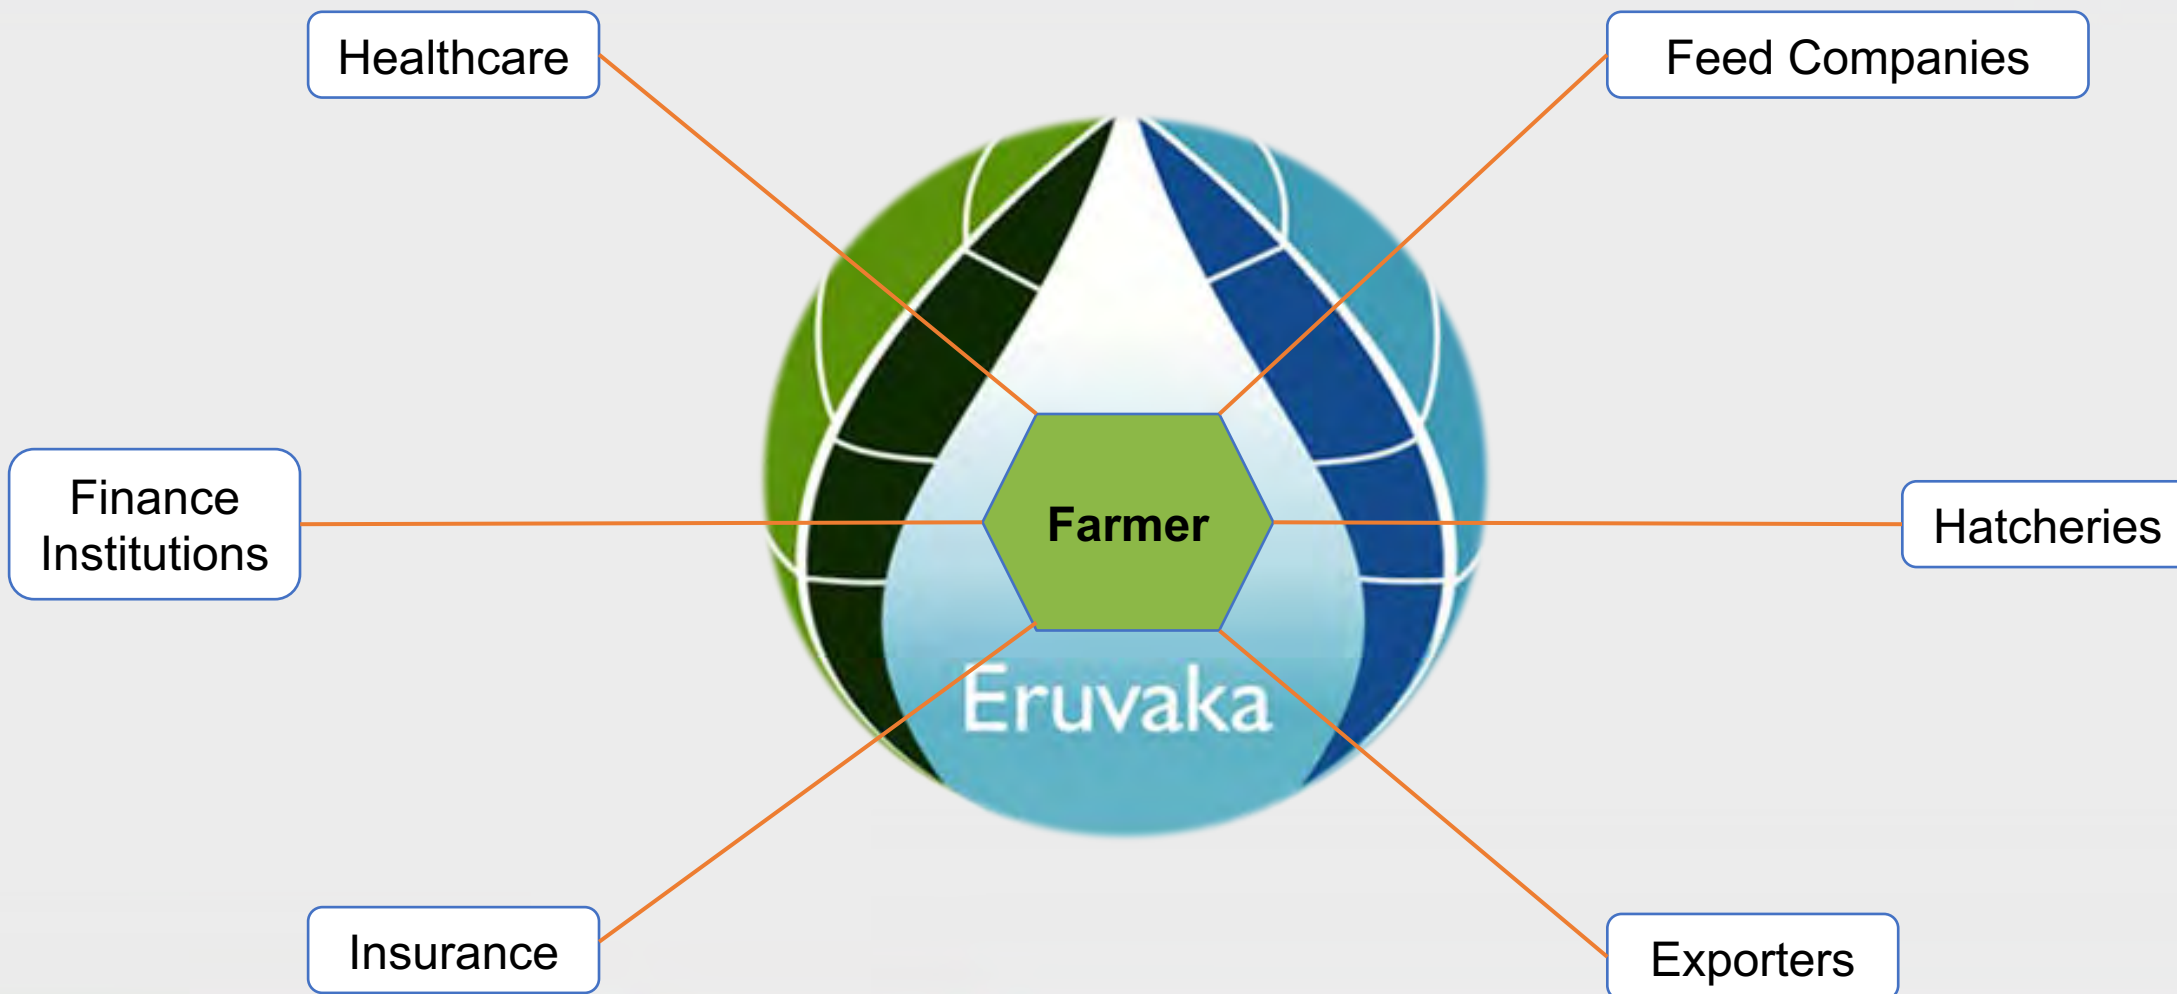 Healthcare
Feed Companies
Finance
Institutions
Farmer
Hatcheries
Eruvaka
Insurance
Exporters